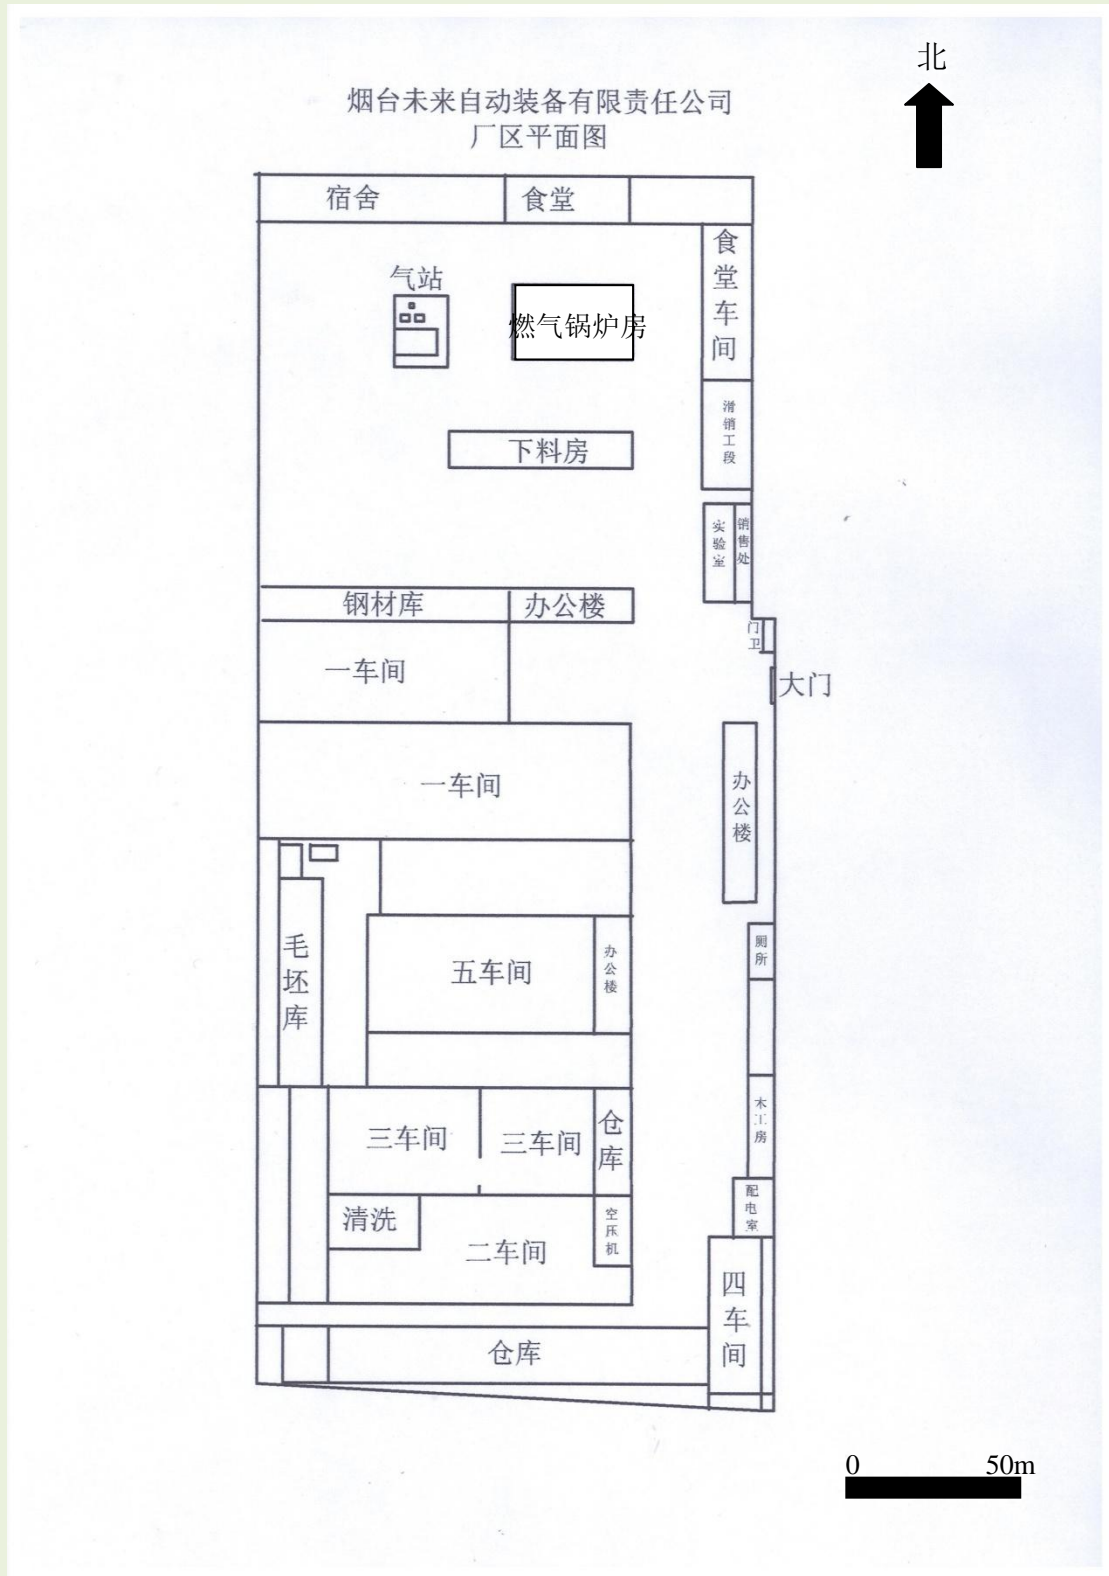 北
烟台未来自动装备有限责任公司
厂区平面图
宿舍
食堂
食堂车间
气站
燃气锅炉房
滑销工段
下料房
实验室
销售处
钢材库
办公楼
门卫
一车间
大门
一车间
办公楼
毛坯库
五车间
办公楼
厕所
三车间
三车间
仓库
木工房
清洗
二车间
空压机
配电室
四车间
仓库
0 50m